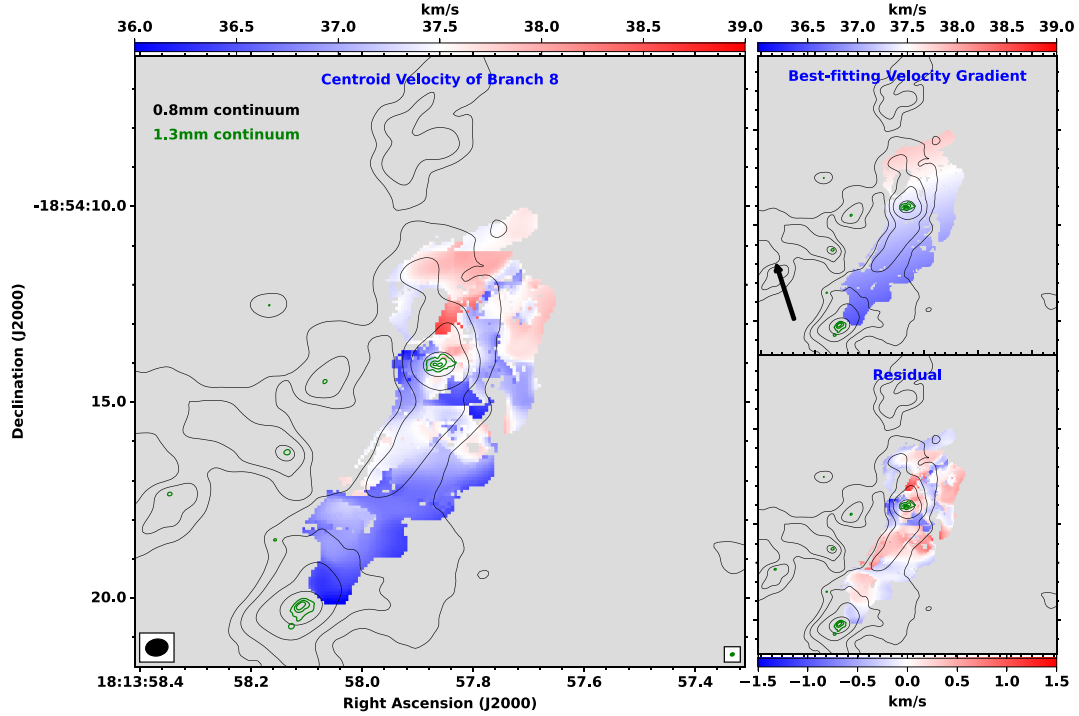 km/s
36.0 36.5 37.0 37.5 38.0 38.5 39.0
Centroid Velocity of Branch 8
0.8mm continuum
1.3mm continuum
Declination (J2000)
-18:54:10.0
15.0
20.0
18:13:58.4 58.2 58.0 57.8 57.6 57.4
Right Ascension (J2000)
km/s
36.0 36.5 37.0 37.5 38.0 38.5 39.0
Best-fitting Velocity Gradient
Residual
−1.5 −1.0 −0.5 0.0 0.5 1.0 1.5
km/s